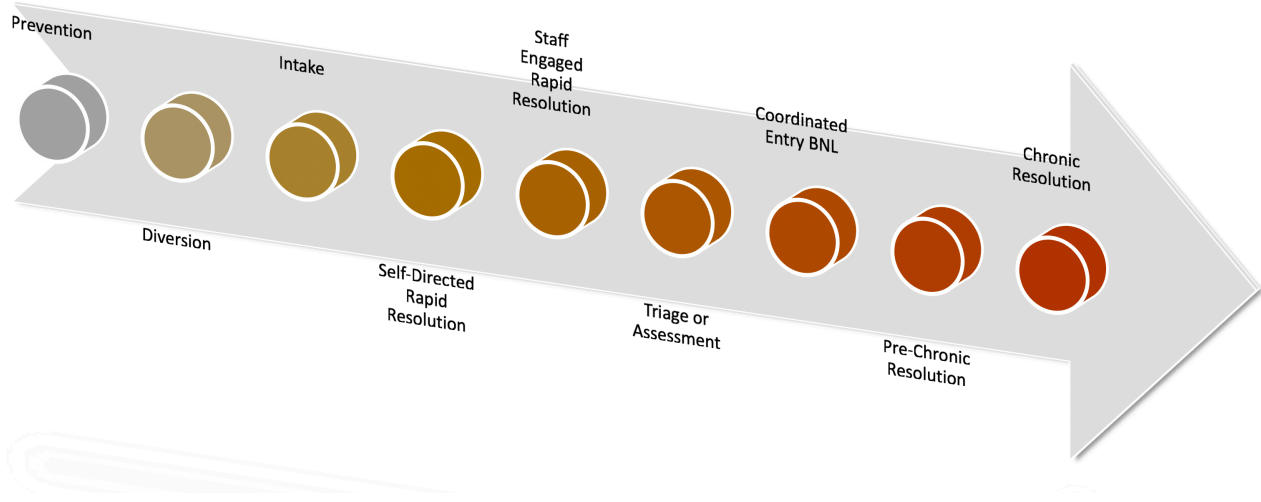 Prevention
Diversion
Intake
Self-Directed
Rapid
Resolution
Staff
Engaged
Rapid
Resolution
Triage or
Assessment
Coordinated
Entry BNL
Pre-Chronic
Resolution
Chronic
Resolution